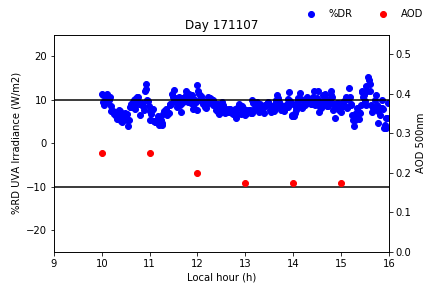 %DR AOD
Day 171107
20
10
0
−10
−20
%RD UVA Irradiance (W/m2)
0.5
0.4
0.3
0.2
0.1
0.0
AOD 500nm
9 10 11 12 13 14 15 16
Local hour (h)